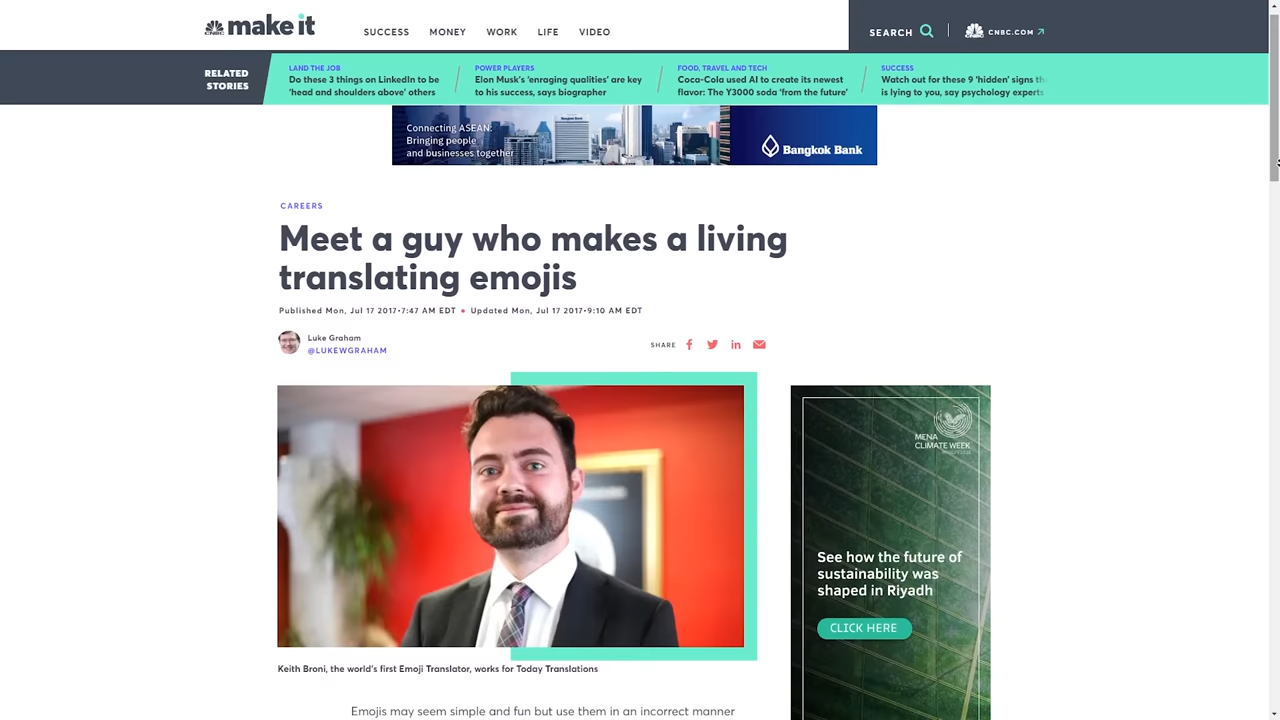 CNBC make it
SUCCESS MONEY WORK LIFE VIDEO
SEARCH
CNBC.COM
RELATED
STORIES
LAND THE JOB
Do these 3 things on LinkedIn to be
'head and shoulders above' others
POWER PLAYERS
Elon Musk's 'enraging qualities' are key
to his success, says biographer
FOOD, TRAVEL AND TECH
Coca-Cola used AI to create its newest
flavor: The Y3000 soda 'from the future'
SUCCESS
Watch out for these 9 'hidden' signs
is lying to you, say psychology experts
Connecting ASEAN:
Bringing people
and businesses together
Bangkok Bank
CAREERS
Meet a guy who makes a living
translating emojis
Published Mon, Jul 17 2017•7:47 AM EDT • Updated Mon, Jul 17 2017•9:10 AM EDT
Luke Graham
@LUKEWGRAHAM
SHARE
MENA
CLIMATE WEEK
See how the future of
sustainability was
shaped in Riyadh
CLICK HERE
Keith Broni, the world's first Emoji Translator, works for Today Translations
Emojis may seem simple and fun but use them in an incorrect manner